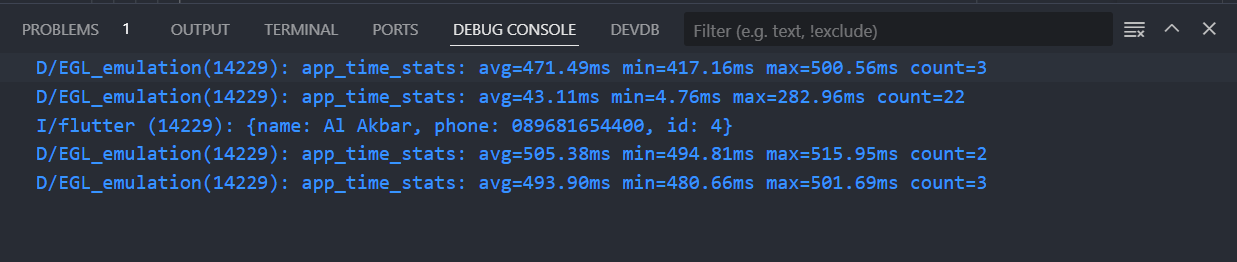 PROBLEMS 1 OUTPUT TERMINAL PORTS DEBUG CONSOLE DEVDB Filter (e.g. text, !exclude)
D/EGL_emulation(14229): app_time_stats: avg=471.49ms min=417.16ms max=500.56ms count=3
D/EGL_emulation(14229): app_time_stats: avg=43.11ms min=4.76ms max=282.96ms count=22
I/flutter (14229): {name: Al Akbar, phone: 089681654400, id: 4}
D/EGL_emulation(14229): app_time_stats: avg=505.38ms min=494.81ms max=515.95ms count=2
D/EGL_emulation(14229): app_time_stats: avg=493.90ms min=480.66ms max=501.69ms count=3